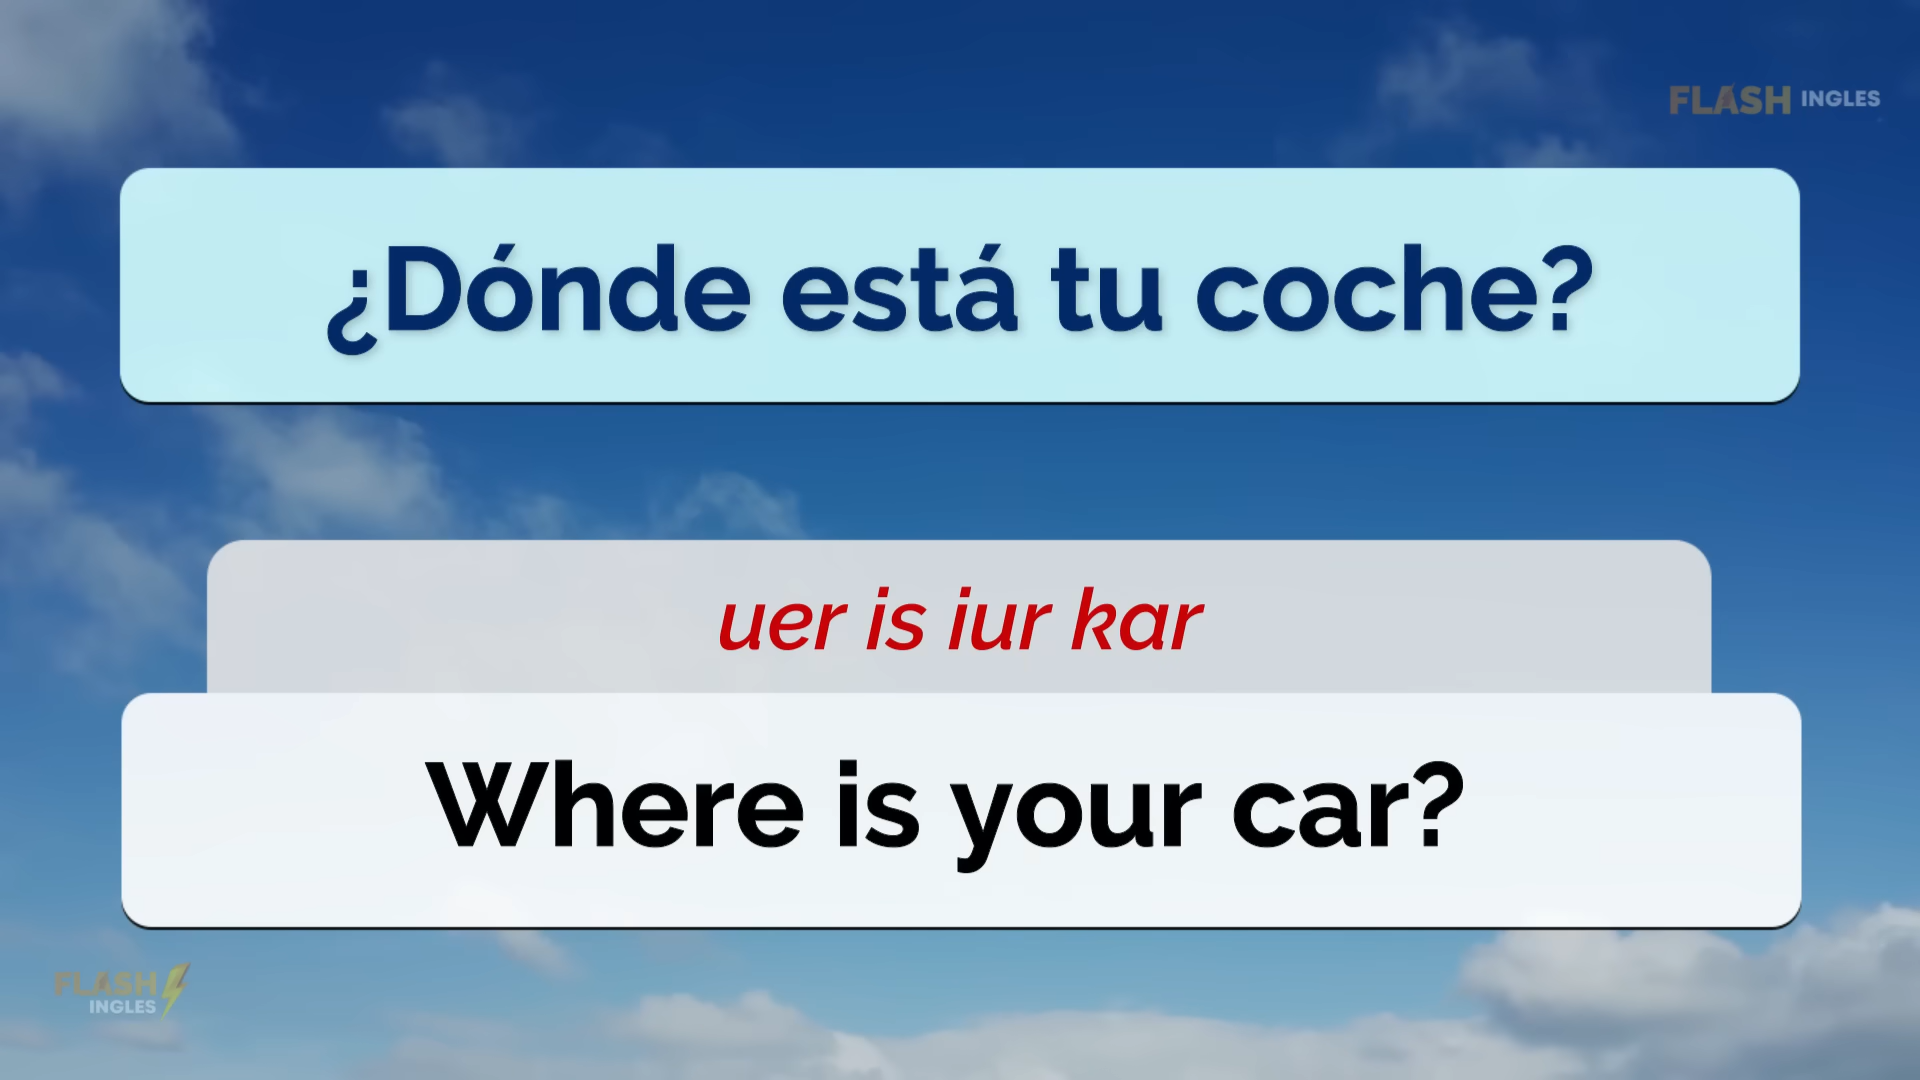 FLASH INGLES
¿Dónde está tu coche?
uer is iur kar
Where is your car?
FLASH
INGLES